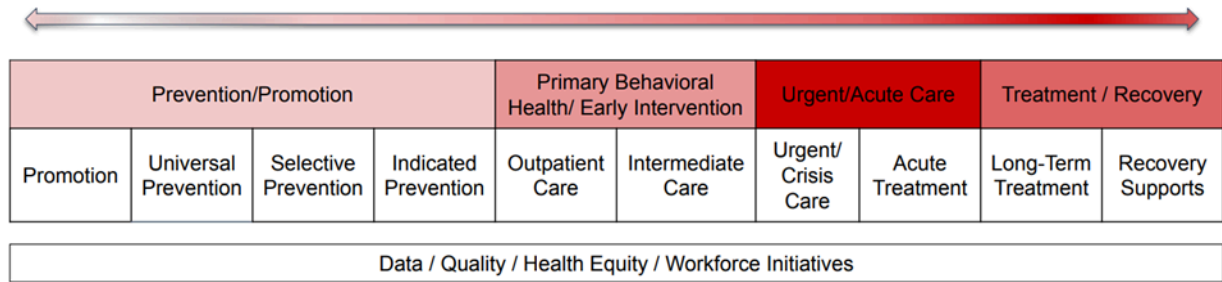 Prevention/Promotion
Primary Behavioral
Health/ Early Intervention
Urgent/Acute Care
Treatment / Recovery
Promotion
Universal
Prevention
Selective
Prevention
Indicated
Prevention
Outpatient
Care
Intermediate
Care
Urgent/
Crisis
Care
Acute
Treatment
Long-Term
Treatment
Recovery
Supports
Data / Quality / Health Equity / Workforce Initiatives